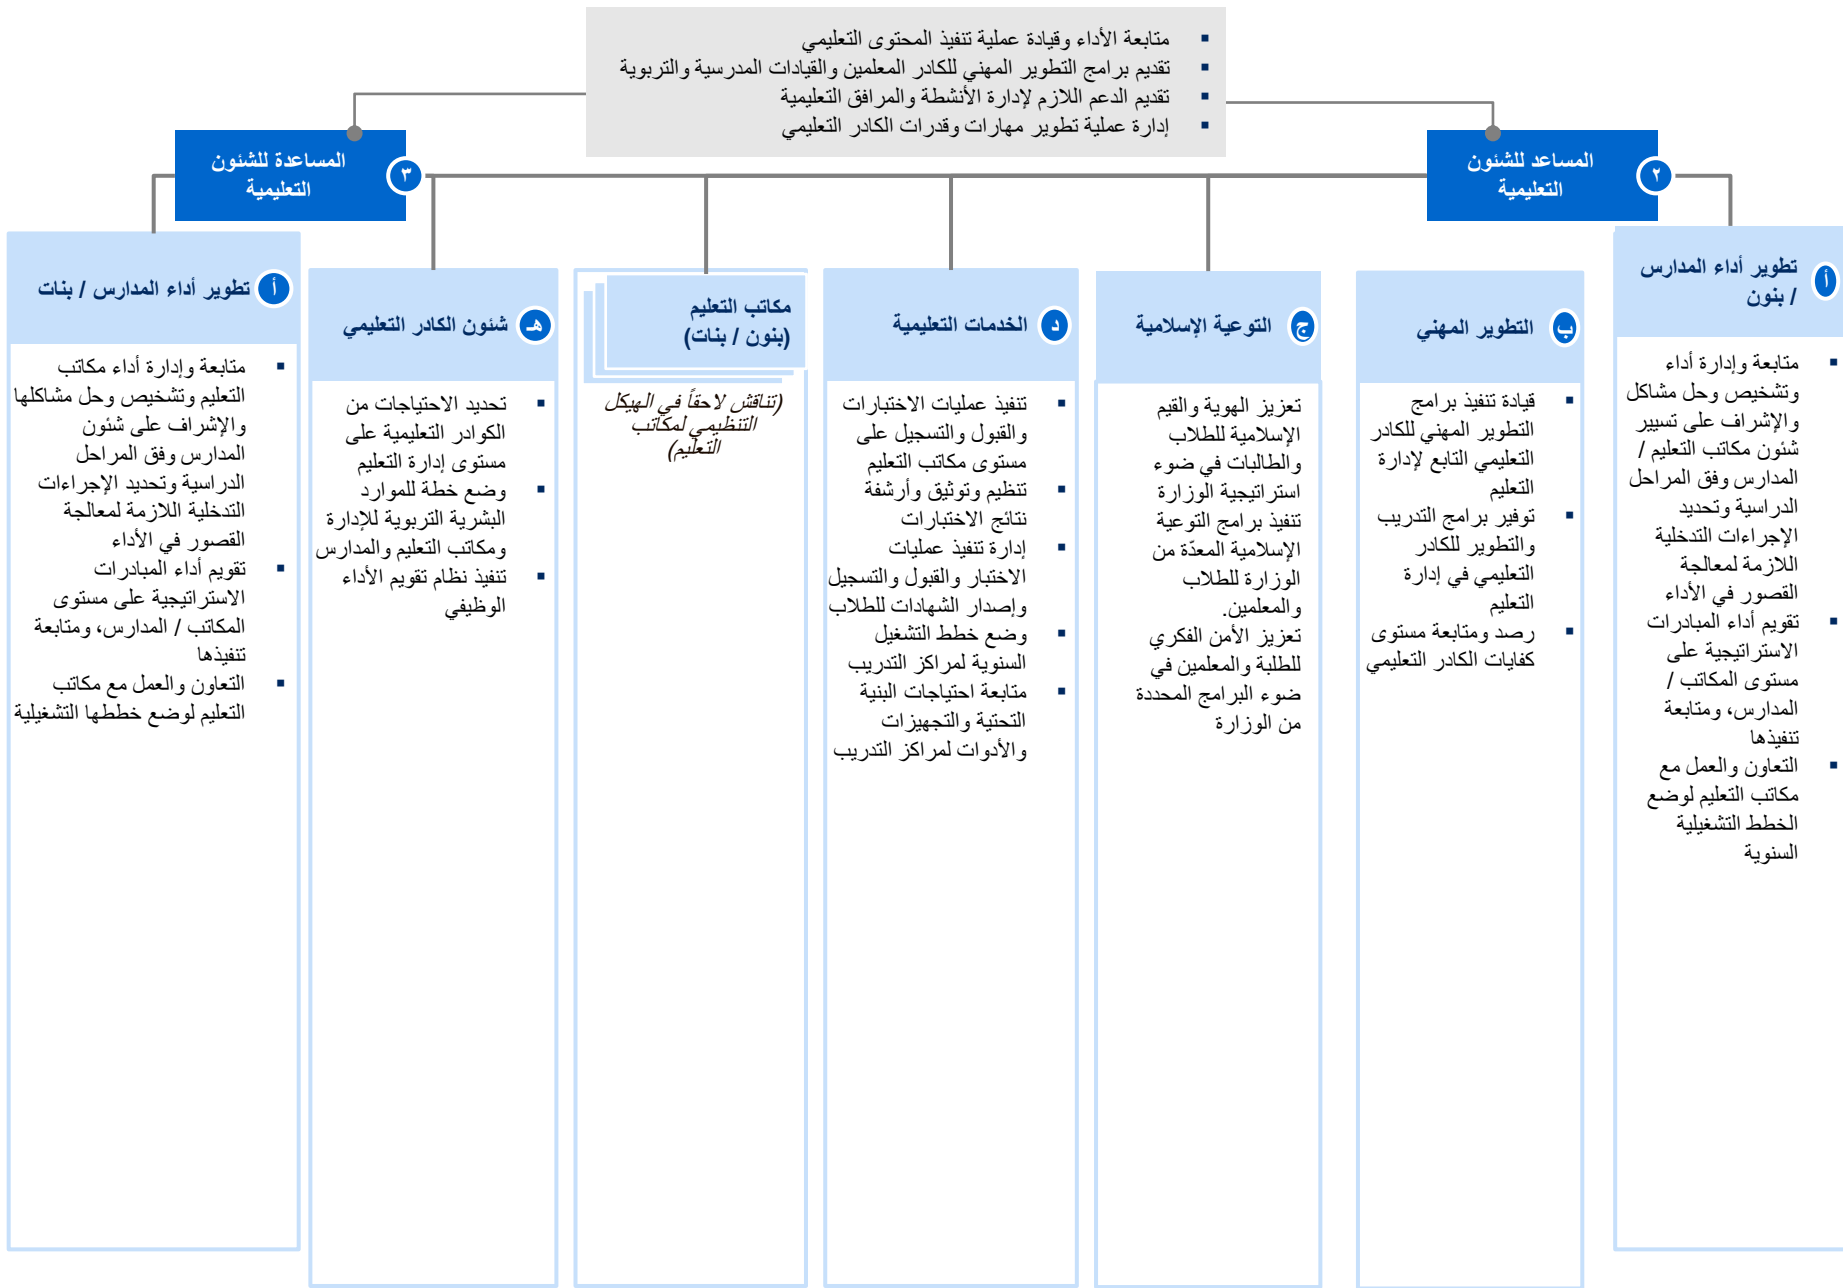 متابعة الأداء وقيادة عملية تنفيذ المحتوى التعليمي
تقديم برامج التطوير المهني للكادر المعلمين والقيادات المدرسية والتربوية
تقديم الدعم اللازم لإدارة الأنشطة والمرافق التعليمية
إدارة عملية تطوير مهارات وقدرات الكادر التعليمي
٢
المساعد للشئون
التعليمية
٣
المساعدة للشئون
التعليمية
أ
تطوير أداء المدارس
/ بنون
متابعة وإدارة أداء
وتشخيص وحل مشاكل
والإشراف على تسيير
شئون مكاتب التعليم /
المدارس وفق المراحل
الدراسية وتحديد
الإجراءات التدخلية
اللازمة لمعالجة
القصور في الأداء
تقويم أداء المبادرات
الاستراتيجية على
مستوى المكاتب /
المدارس، ومتابعة
تنفيذها
التعاون والعمل مع
مكاتب التعليم لوضع
الخطط التشغيلية
السنوية
ب
التطوير المهني
قيادة تنفيذ برامج
التطوير المهني للكادر
التعليمي التابع لإدارة
التعليم
توفير برامج التدريب
والتطوير للكادر
التعليمي في إدارة
التعليم
رصد ومتابعة مستوى
كفايات الكادر التعليمي
ج
التوعية الإسلامية
تعزيز الهوية والقيم
الإسلامية للطلاب
والطالبات في ضوء
استراتيجية الوزارة
تنفيذ برامج التوعية
الإسلامية المعدّة من
الوزارة للطلاب
والمعلمين.
تعزيز الأمن الفكري
للطلبة والمعلمين في
ضوء البرامج المحددة
من الوزارة
د
الخدمات التعليمية
تنفيذ عمليات الاختبارات
والقبول والتسجيل على
مستوى مكاتب التعليم
تنظيم وتوثيق وأرشفة
نتائج الاختبارات
إدارة تنفيذ عمليات
الاختبار والقبول والتسجيل
وإصدار الشهادات للطلاب
وضع خطط التشغيل
السنوية لمراكز التدريب
متابعة احتياجات البنية
التحتية والتجهيزات
والأدوات لمراكز التدريب
مكاتب التعليم
(بنون / بنات)
(تناقش لاحقاً في الهيكل
التنظيمي لمكاتب
التعليم)
هـ
شئون الكادر التعليمي
تحديد الاحتياجات من
الكوادر التعليمية على
مستوى إدارة التعليم
وضع خطة للموارد
البشرية التربوية للإدارة
ومكاتب التعليم والمدارس
تنفيذ نظام تقويم الأداء
الوظيفي
أ
تطوير أداء المدارس / بنات
متابعة وإدارة أداء مكاتب
التعليم وتشخيص وحل مشاكلها
والإشراف على شئون
المدارس وفق المراحل
الدراسية وتحديد الإجراءات
التدخلية اللازمة لمعالجة
القصور في الأداء
تقويم أداء المبادرات
الاستراتيجية على مستوى
المكاتب / المدارس، ومتابعة
تنفيذها
التعاون والعمل مع مكاتب
التعليم لوضع خططها التشغيلية